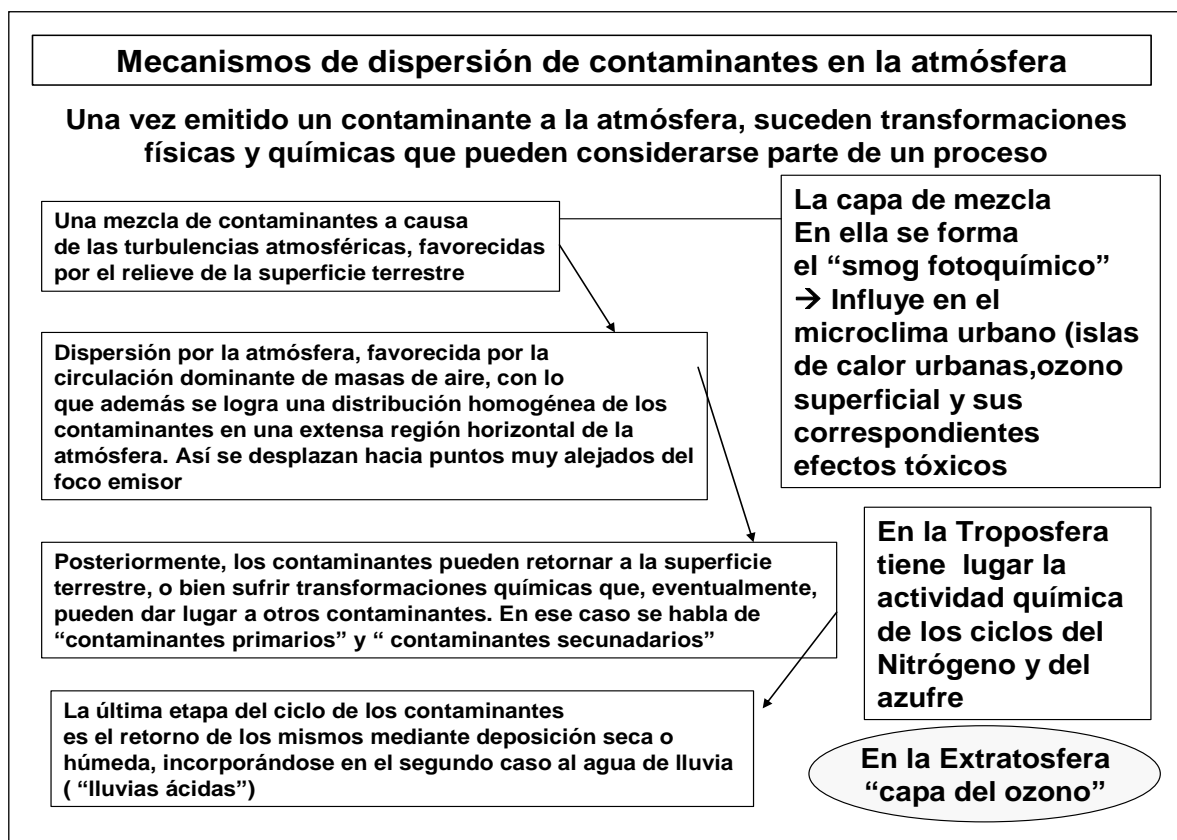 Mecanismos de dispersión de contaminantes en la atmósfera
Una vez emitido un contaminante a la atmósfera, suceden transformaciones
físicas y químicas que pueden considerarse parte de un proceso
Una mezcla de contaminantes a causa
de las turbulencias atmosféricas, favorecidas
por el relieve de la superficie terrestre
La capa de mezcla
En ella se forma
el “smog fotoquímico”
→ Influye en el
microclima urbano (islas
de calor urbanas,ozono
superficial y sus
correspondientes
efectos tóxicos
Dispersión por la atmósfera, favorecida por la
circulación dominante de masas de aire, con lo
que además se logra una distribución homogénea de los
contaminantes en una extensa región horizontal de la
atmósfera. Así se desplazan hacia puntos muy alejados del
foco emisor
Posteriormente, los contaminantes pueden retornar a la superficie
terrestre, o bien sufrir transformaciones químicas que, eventualmente,
pueden dar lugar a otros contaminantes. En ese caso se habla de
“contaminantes primarios” y “ contaminantes secunadarios”
En la Troposfera
tiene lugar la
actividad química
de los ciclos del
Nitrógeno y del
azufre
La última etapa del ciclo de los contaminantes
es el retorno de los mismos mediante deposición seca o
húmeda, incorporándose en el segundo caso al agua de lluvia
( “lluvias ácidas”)
En la Extratosfera
“capa del ozono”